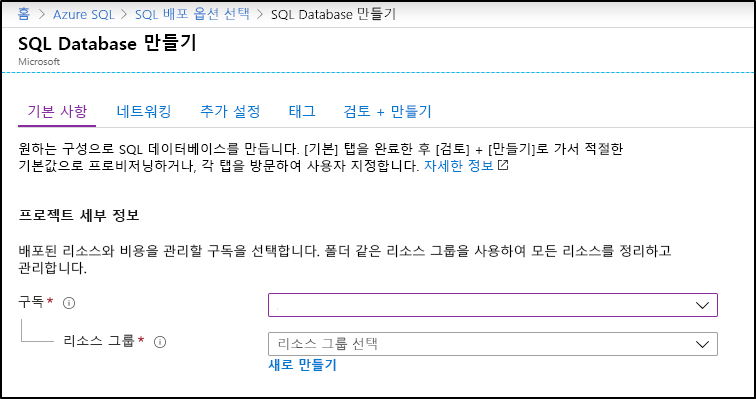 홈 > Azure SQL > SQL 배포 옵션 선택 > SQL Database 만들기
SQL Database 만들기
Microsoft
기본 사항 네트워킹 추가 설정 태그 검토 + 만들기
원하는 구성으로 SQL 데이터베이스를 만듭니다. [기본] 탭을 완료한 후 [검토] + [만들기]로 가서 적절한
기본값으로 프로비저닝하거나, 각 탭을 방문하여 사용자 지정합니다. 자세한 정보
프로젝트 세부 정보
배포된 리소스와 비용을 관리할 구독을 선택합니다. 폴더 같은 리소스 그룹을 사용하여 모든 리소스를 정리하고
관리합니다.
구독 *
리소스 그룹 * 리소스 그룹 선택
새로 만들기